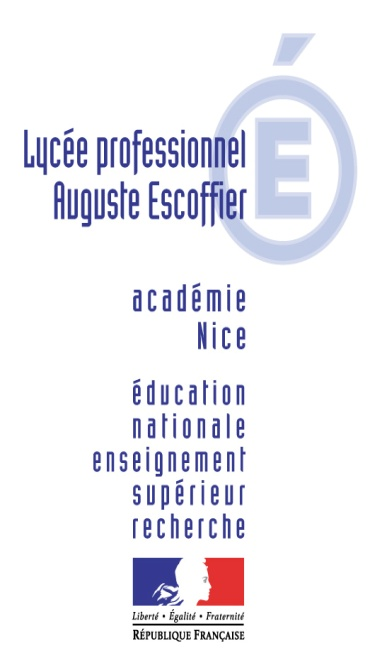 É
Lycée professionnel
Auguste Escoffier
académie
Nice
éducation
nationale
enseignement
supérieur
recherche
Liberté • Égalité • Fraternité
RÉPUBLIQUE FRANÇAISE